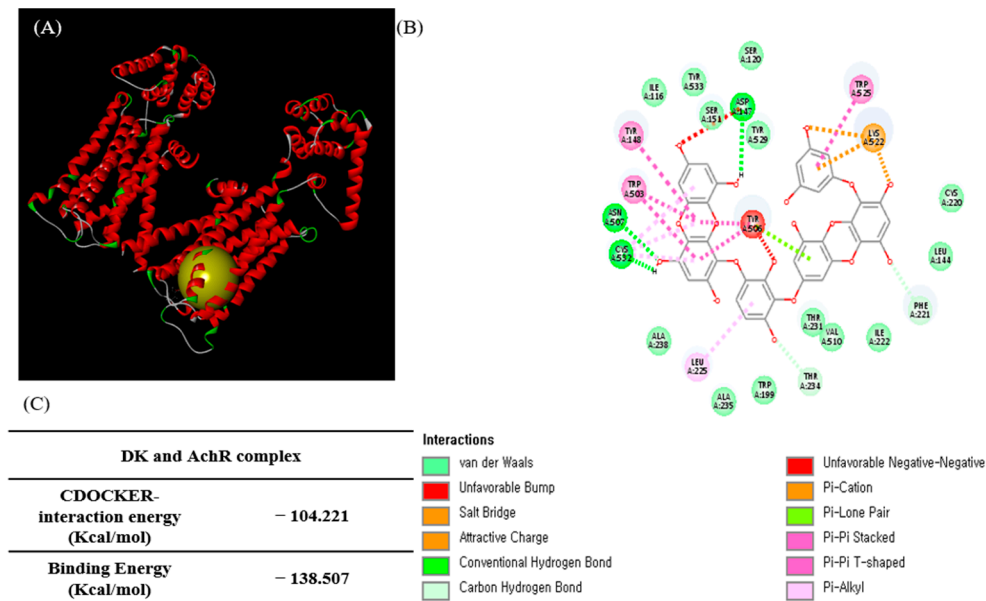 (A)
(B)
SER
A:120
TYR
A:533
ILE
A:116
SER
A:151
ASP
A:147
TYR
A:529
TRP
A:525
LYS
A:522
TYR
A:148
TRP
A:503
ASN
A:507
CYS
A:532
TYR
A:506
H
H
CYS
A:220
LEU
A:144
PHE
A:221
ILE
A:222
THR
A:231
VAL
A:510
ALA
A:238
LEU
A:225
THR
A:234
TRP
A:199
ALA
A:235
(C)
DK and AchR complex
CDOCKER-
interaction energy
(Kcal/mol)
− 104.221
Binding Energy
(Kcal/mol)
− 138.507
Interactions
van der Waals
Unfavorable Bump
Salt Bridge
Attractive Charge
Conventional Hydrogen Bond
Carbon Hydrogen Bond
Unfavorable Negative-Negative
Pi-Cation
Pi-Lone Pair
Pi-Pi Stacked
Pi-Pi T-shaped
Pi-Alkyl